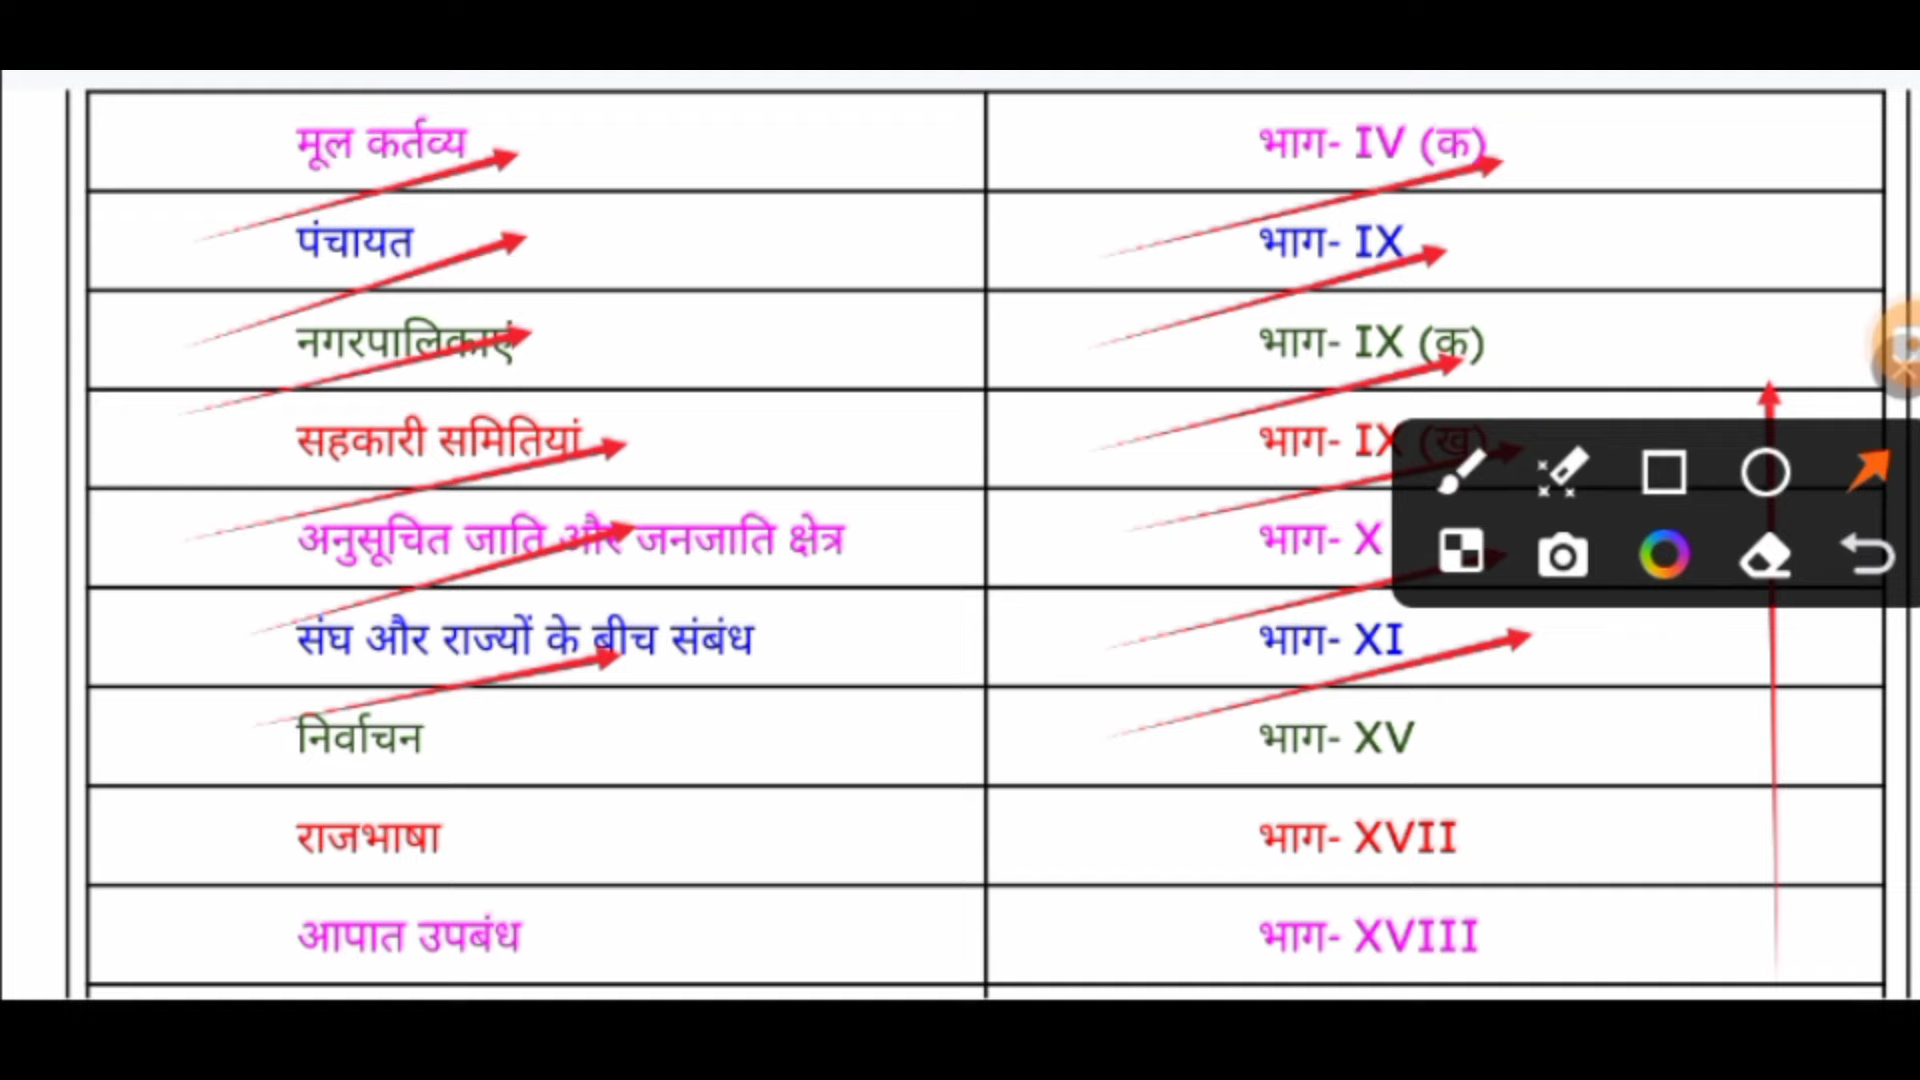 मूल कर्तव्य भाग- IV (क)
पंचायत भाग- IX
नगरपालिकाएं भाग- IX (क)
सहकारी समितियां भाग- IX (ख)
अनुसूचित जाति और जनजाति क्षेत्र भाग- X
संघ और राज्यों के बीच संबंध भाग- XI
निर्वाचन भाग- XV
राजभाषा भाग- XVII
आपात उपबंध भाग- XVIII